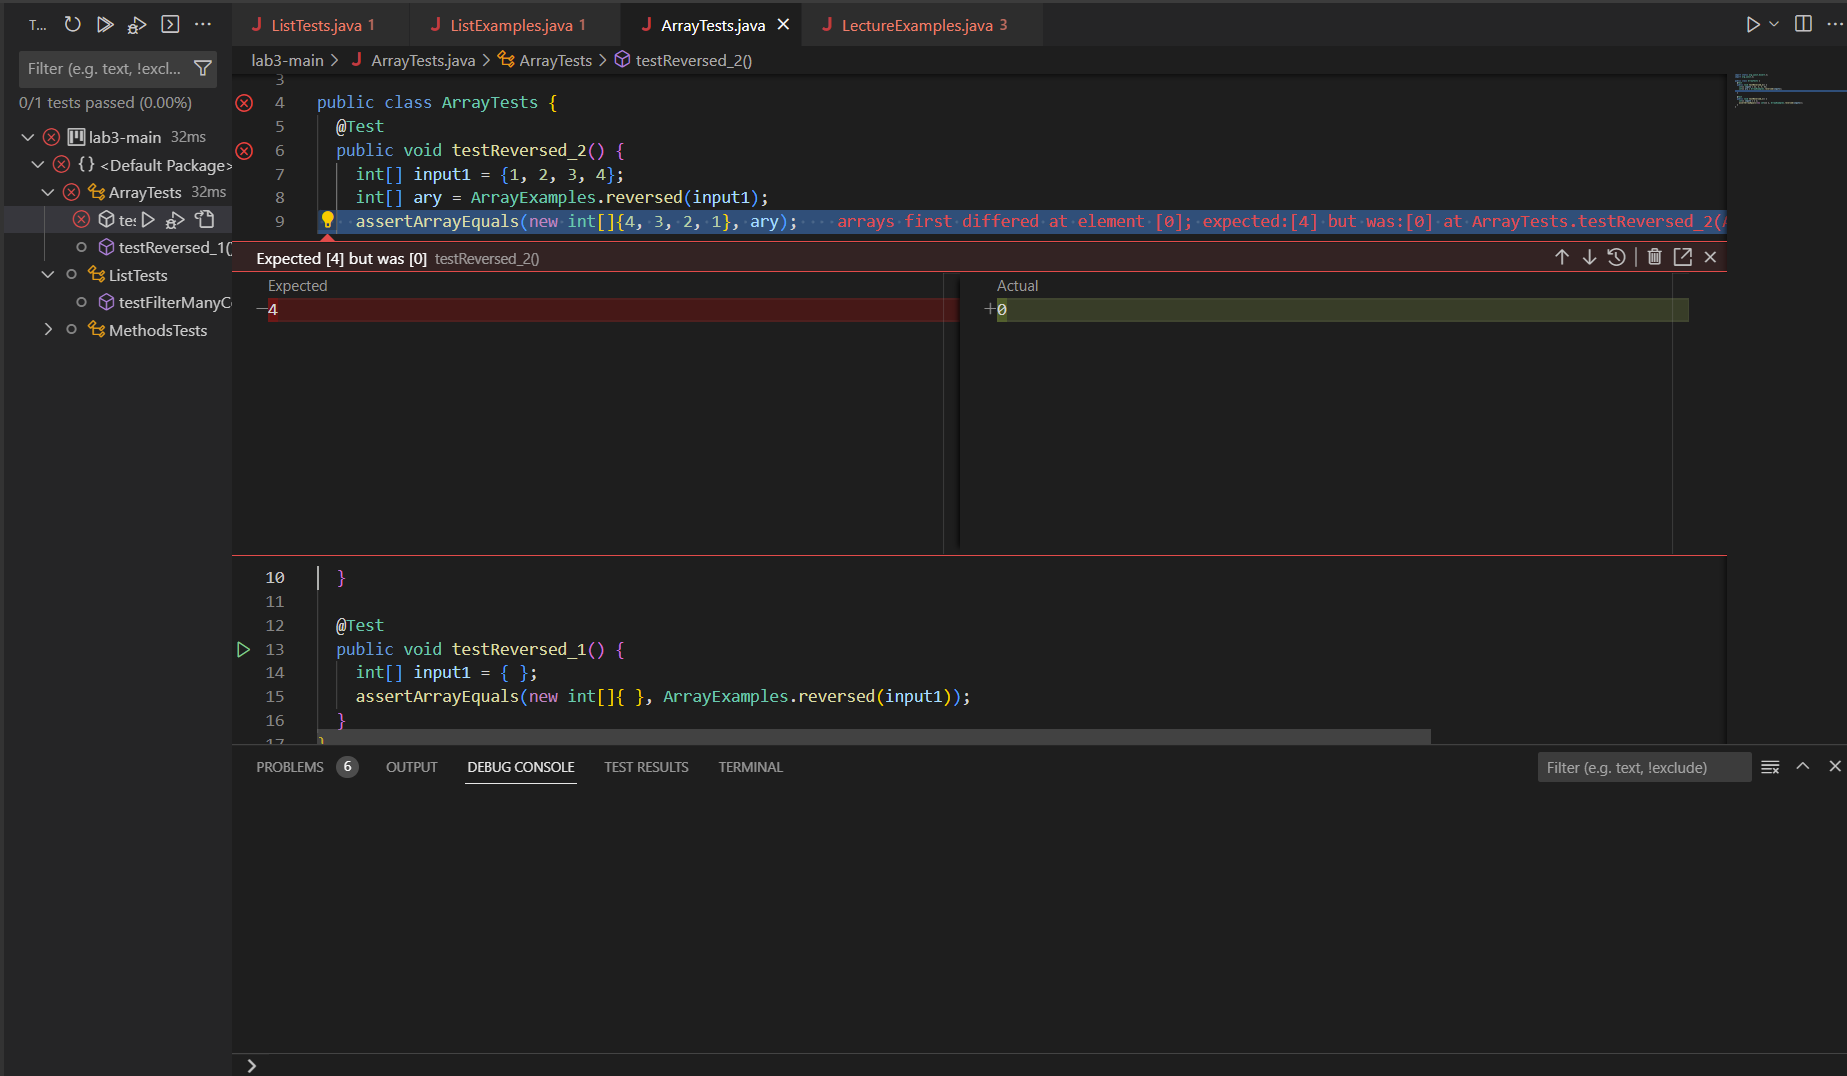 T...
ListTests.java 1
ListExamples.java 1
ArrayTests.java
LectureExamples.java 3
Filter (e.g. text, !excl...
0/1 tests passed (0.00%)
lab3-main 32ms
{} <Default Package>
ArrayTests 32ms
testReversed_1(
ListTests
testFilterManyC
MethodsTests
lab3-main > J ArrayTests.java > ArrayTests > testReversed_2()
3
4 public class ArrayTests {
5 @Test
6 public void testReversed_2() {
7 int[] input1 = {1, 2, 3, 4};
8 int[] ary = ArrayExamples.reversed(input1);
9 assertArrayEquals(new int[]{4, 3, 2, 1}, ary); arrays first differed at element [0]; expected:[4] but was:[0] at ArrayTests.testReversed_2(
Expected [4] but was [0] testReversed_2()
Expected
Actual
−4
+0
10 }
11
12 @Test
13 public void testReversed_1() {
14 int[] input1 = { };
15 assertArrayEquals(new int[]{ }, ArrayExamples.reversed(input1));
16 }
17 }
PROBLEMS 6 OUTPUT DEBUG CONSOLE TEST RESULTS TERMINAL
Filter (e.g. text, !exclude)